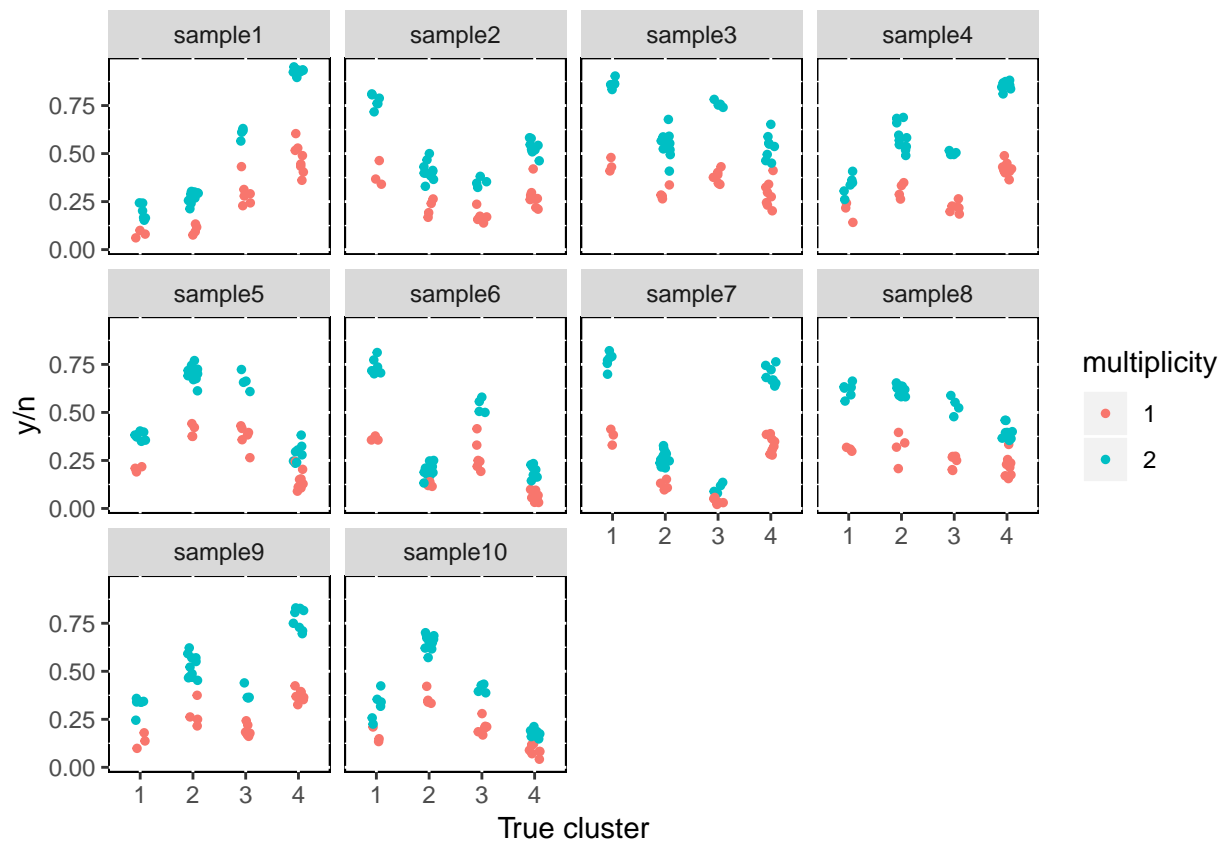 sample1 sample2 sample3 sample4
0.75
0.50
0.25
0.00
sample5 sample6 sample7 sample8
0.75
0.50
0.25
0.00
1 2 3 4 1 2 3 4
sample9 sample10
0.75
0.50
0.25
0.00
1 2 3 4 1 2 3 4
True cluster
y/n
multiplicity
1
2